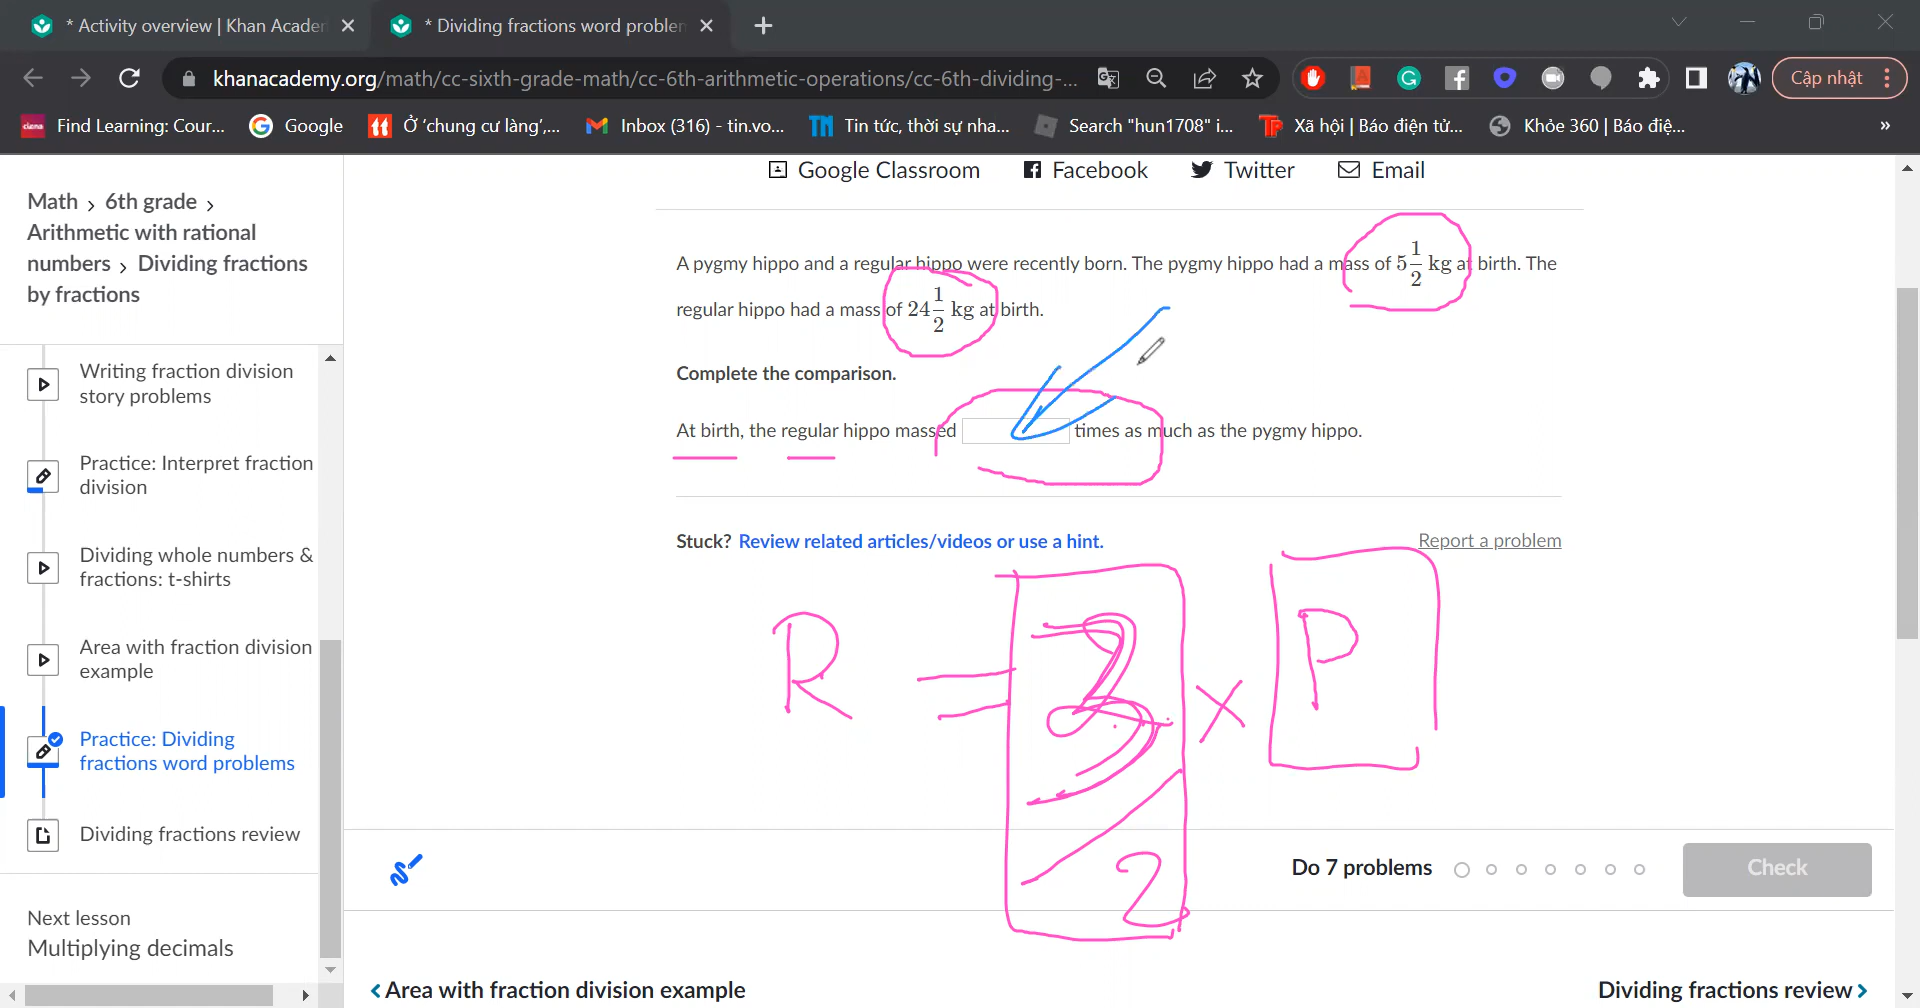 * Activity overview | Khan Acader
* Dividing fractions word problem
khanacademy.org/math/cc-sixth-grade-math/cc-6th-arithmetic-operations/cc-6th-dividing-...
Cập nhật
ciena Find Learning: Cour... Google Ở 'chung cư làng',... Inbox (316) - tin.vo... TN Tin tức, thời sự nha... Search "hun1708" i... Xã hội | Báo điện tử... Khỏe 360 | Báo điệ... »
Google Classroom Facebook Twitter Email
Math > 6th grade >
Arithmetic with rational
numbers > Dividing fractions
by fractions
Writing fraction division
story problems
Practice: Interpret fraction
division
Dividing whole numbers &
fractions: t-shirts
Area with fraction division
example
Practice: Dividing
fractions word problems
Dividing fractions review
Next lesson
Multiplying decimals
A pygmy hippo and a regular hippo were recently born. The pygmy hippo had a mass of 5 1/2 kg at birth. The
regular hippo had a mass of 24 1/2 kg at birth.
Complete the comparison.
At birth, the regular hippo massed times as much as the pygmy hippo.
Stuck? Review related articles/videos or use a hint.
Report a problem
R = × P
2
Do 7 problems
Check
< Area with fraction division example
Dividing fractions review >